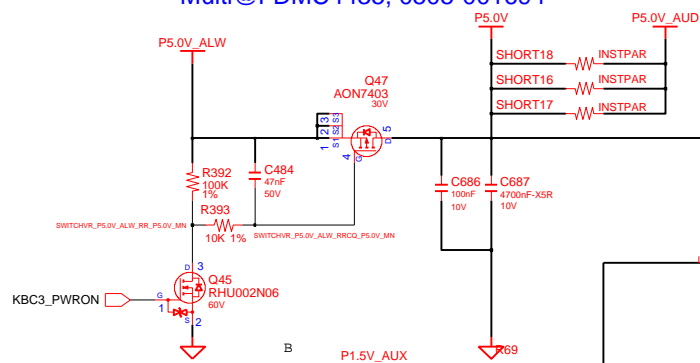 P5.0V_ALW
P5.0V
P5.0V_AUD
SHORT18
INSTPAR
SHORT16
INSTPAR
SHORT17
INSTPAR
Q47
AON7403
30V
3
2
1
S3
S2
S1
5
D
4
G
R392
100K
1%
C484
47nF
50V
C686
100nF
10V
C687
4700nF-X5R
10V
R393
10K 1%
SWITCHVR_P5.0V_ALW_RR_P5.0V_MN
SWITCHVR_P5.0V_ALW_RRCQ_P5.0V_MN
D
3
Q45
RHU002N06
60V
KBC3_PWRON
G
1
S
2
B
P1.5V_AUX
R69